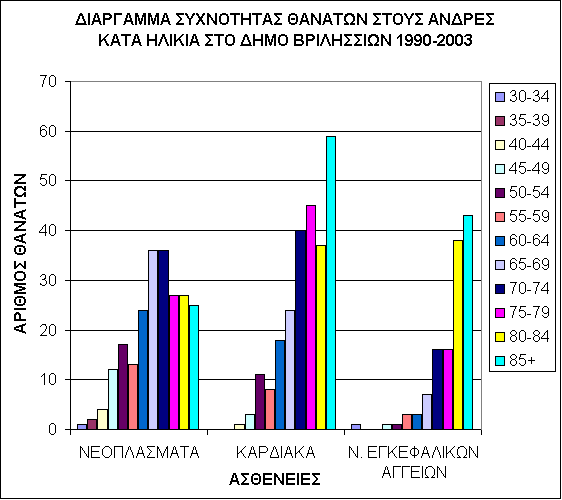 ΔΙΑΡΓΑΜΜΑ ΣΥΧΝΟΤΗΤΑΣ ΘΑΝΑΤΩΝ ΣΤΟΥΣ ΑΝΔΡΕΣ
ΚΑΤΑ ΗΛΙΚΙΑ ΣΤΟ ΔΗΜΟ ΒΡΙΛΗΣΣΙΩΝ 1990-2003
ΑΡΙΘΜΟΣ ΘΑΝΑΤΩΝ
70
60
50
40
30
20
10
0
ΝΕΟΠΛΑΣΜΑΤΑ
ΚΑΡΔΙΑΚΑ
Ν. ΕΓΚΕΦΑΛΙΚΩΝ
ΑΓΓΕΙΩΝ
ΑΣΘΕΝΕΙΕΣ
30-34
35-39
40-44
45-49
50-54
55-59
60-64
65-69
70-74
75-79
80-84
85+